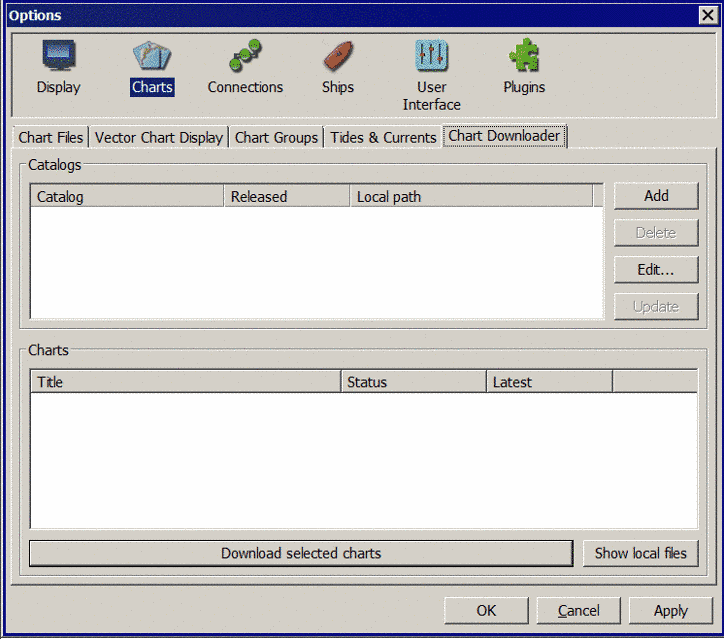 Options
Display Charts Connections Ships User Interface Plugins
Chart Files Vector Chart Display Chart Groups Tides & Currents Chart Downloader
Catalogs
Catalog Released Local path
Add
Delete
Edit...
Update
Charts
Title Status Latest
Download selected charts Show local files
OK Cancel Apply